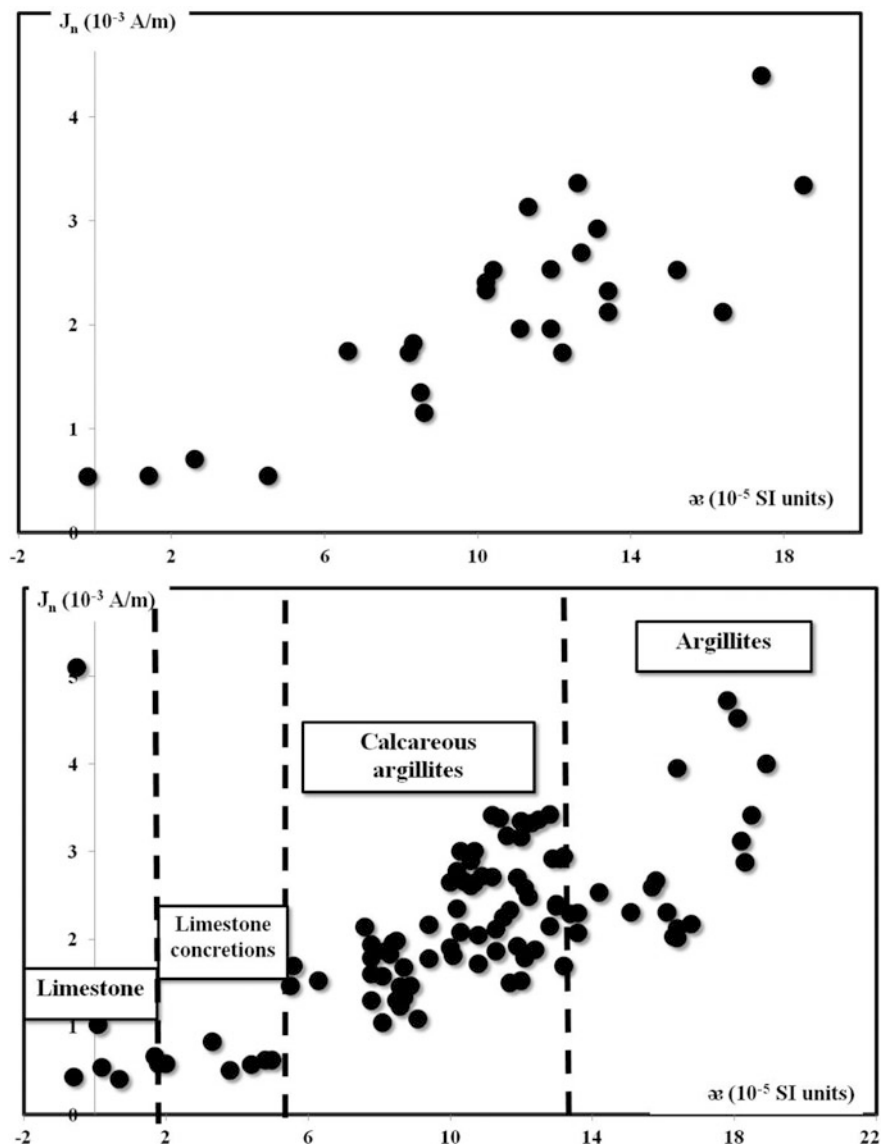 Jₙ (10⁻³ A/m)
4
3
2
1
æ (10⁻⁵ SI units)
0
-2 2 6 10 14 18
Jₙ (10⁻³ A/m)
Argillites
5
Calcareous
argillites
4
3
Limestone
concretions
2
Limestone
1
æ (10⁻⁵ SI units)
0
-2 2 6 10 14 18 22